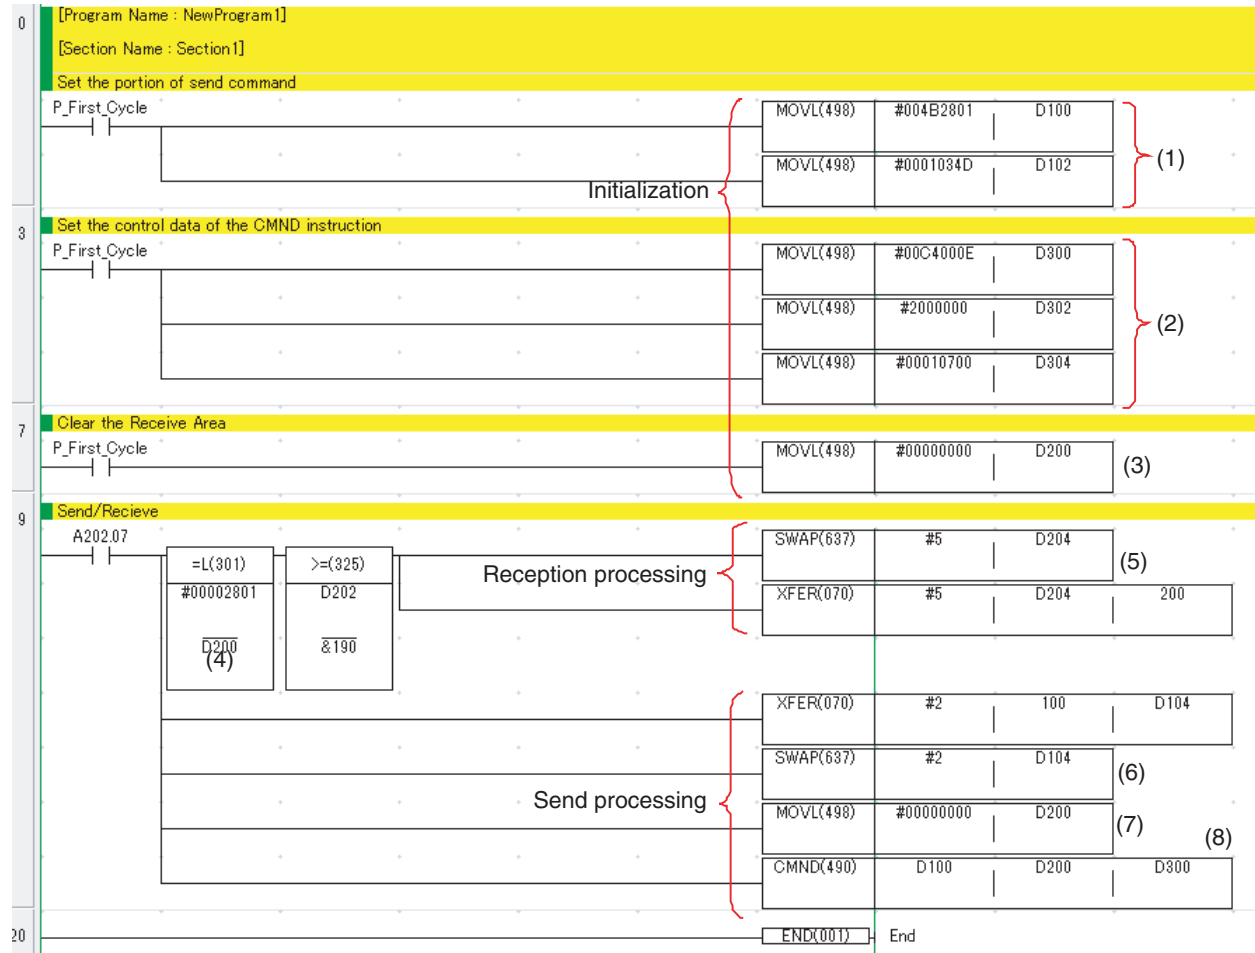 0
[Program Name : NewProgram1]
[Section Name : Section1]
Set the portion of send command
P_First_Cycle
MOVL(498) #004B2801 D100
(1)
MOVL(498) #0001034D D102
Initialization
3
Set the control data of the CMND instruction
P_First_Cycle
MOVL(498) #00C4000E D300
MOVL(498) #2000000 D302
(2)
MOVL(498) #00010700 D304
7
Clear the Receive Area
P_First_Cycle
MOVL(498) #00000000 D200
(3)
9
Send/Recieve
A202.07
=L(301) >=(325)
#00002801 D202
D200 &190
(4)
Reception processing
SWAP(637) #5 D204
(5)
XFER(070) #5 D204 200
XFER(070) #2 100 D104
SWAP(637) #2 D104
(6)
Send processing
MOVL(498) #00000000 D200
(7)
(8)
CMND(490) D100 D200 D300
20
END(001) End